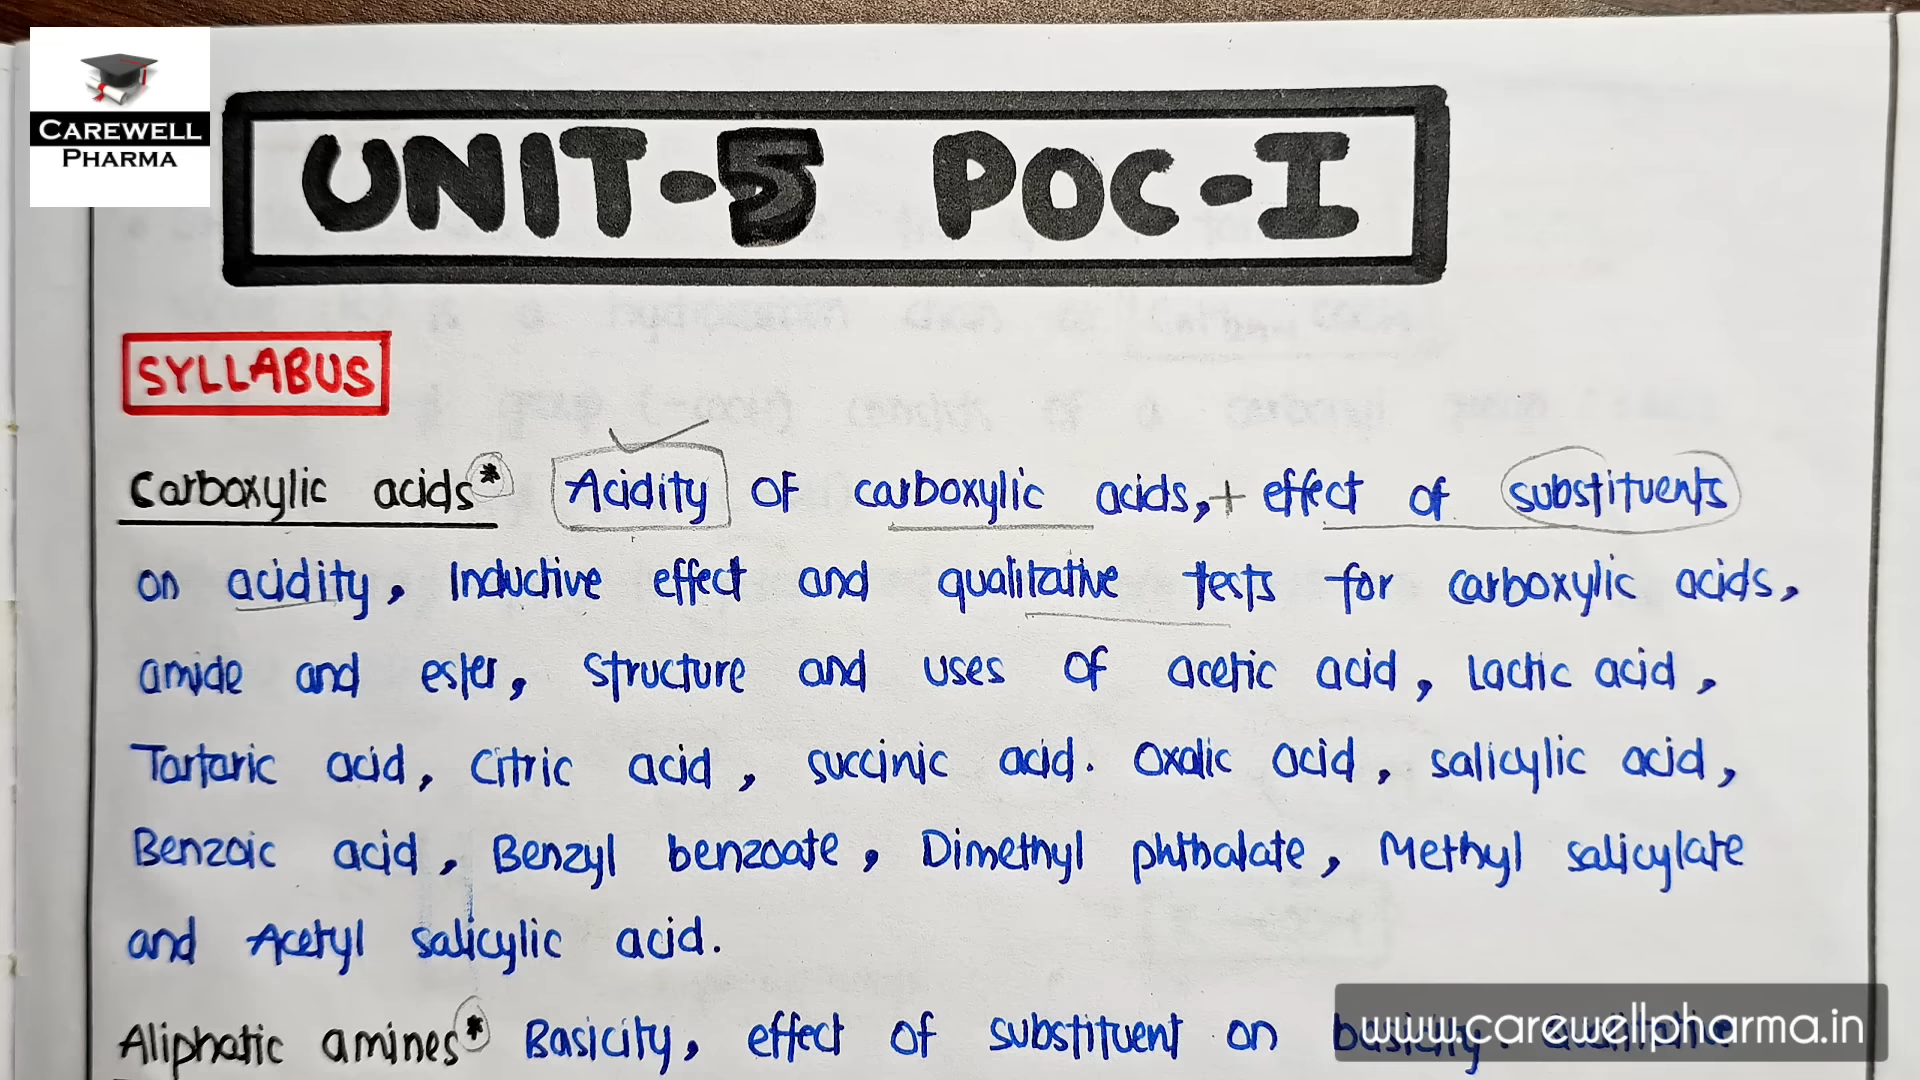 CAREWELL
PHARMA
UNIT-5 POC-I
SYLLABUS
Carboxylic acids* Acidity of carboxylic acids, + effect of substituents
on acidity, Inductive effect and qualitative tests for carboxylic acids,
amide and ester, structure and uses of acetic acid, Lactic acid,
Tartaric acid, citric acid, succinic acid. Oxalic acid, salicylic acid,
Benzoic acid, Benzyl benzoate, Dimethyl phthalate, Methyl salicylate
and Acetyl salicylic acid.
Aliphatic amines* Basicity, effect of substituent on basicity.
www.carewellpharma.in